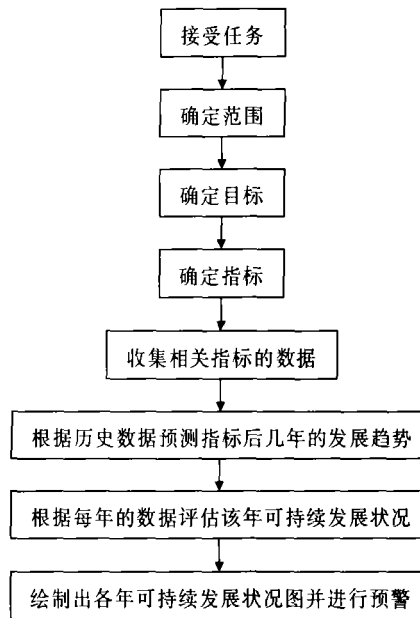 接受任务
确定范围
确定目标
确定指标
收集相关指标的数据
根据历史数据预测指标后几年的发展趋势
根据每年的数据评估该年可持续发展状况
绘制出各年可持续发展状况图并进行预警